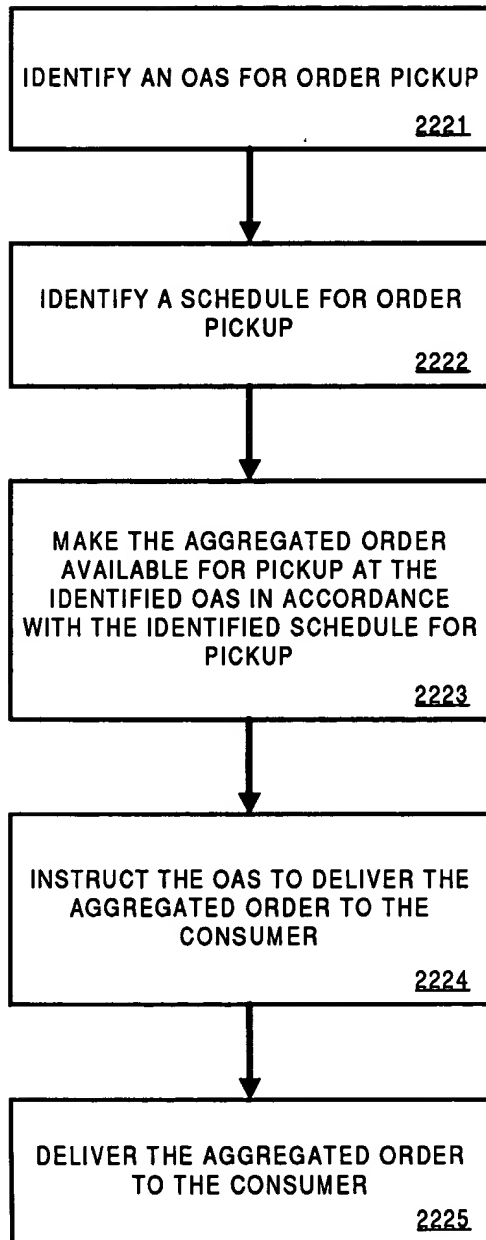 IDENTIFY AN OAS FOR ORDER PICKUP
2221
IDENTIFY A SCHEDULE FOR ORDER
PICKUP
2222
MAKE THE AGGREGATED ORDER
AVAILABLE FOR PICKUP AT THE
IDENTIFIED OAS IN ACCORDANCE
WITH THE IDENTIFIED SCHEDULE FOR
PICKUP
2223
INSTRUCT THE OAS TO DELIVER THE
AGGREGATED ORDER TO THE
CONSUMER
2224
DELIVER THE AGGREGATED ORDER
TO THE CONSUMER
2225